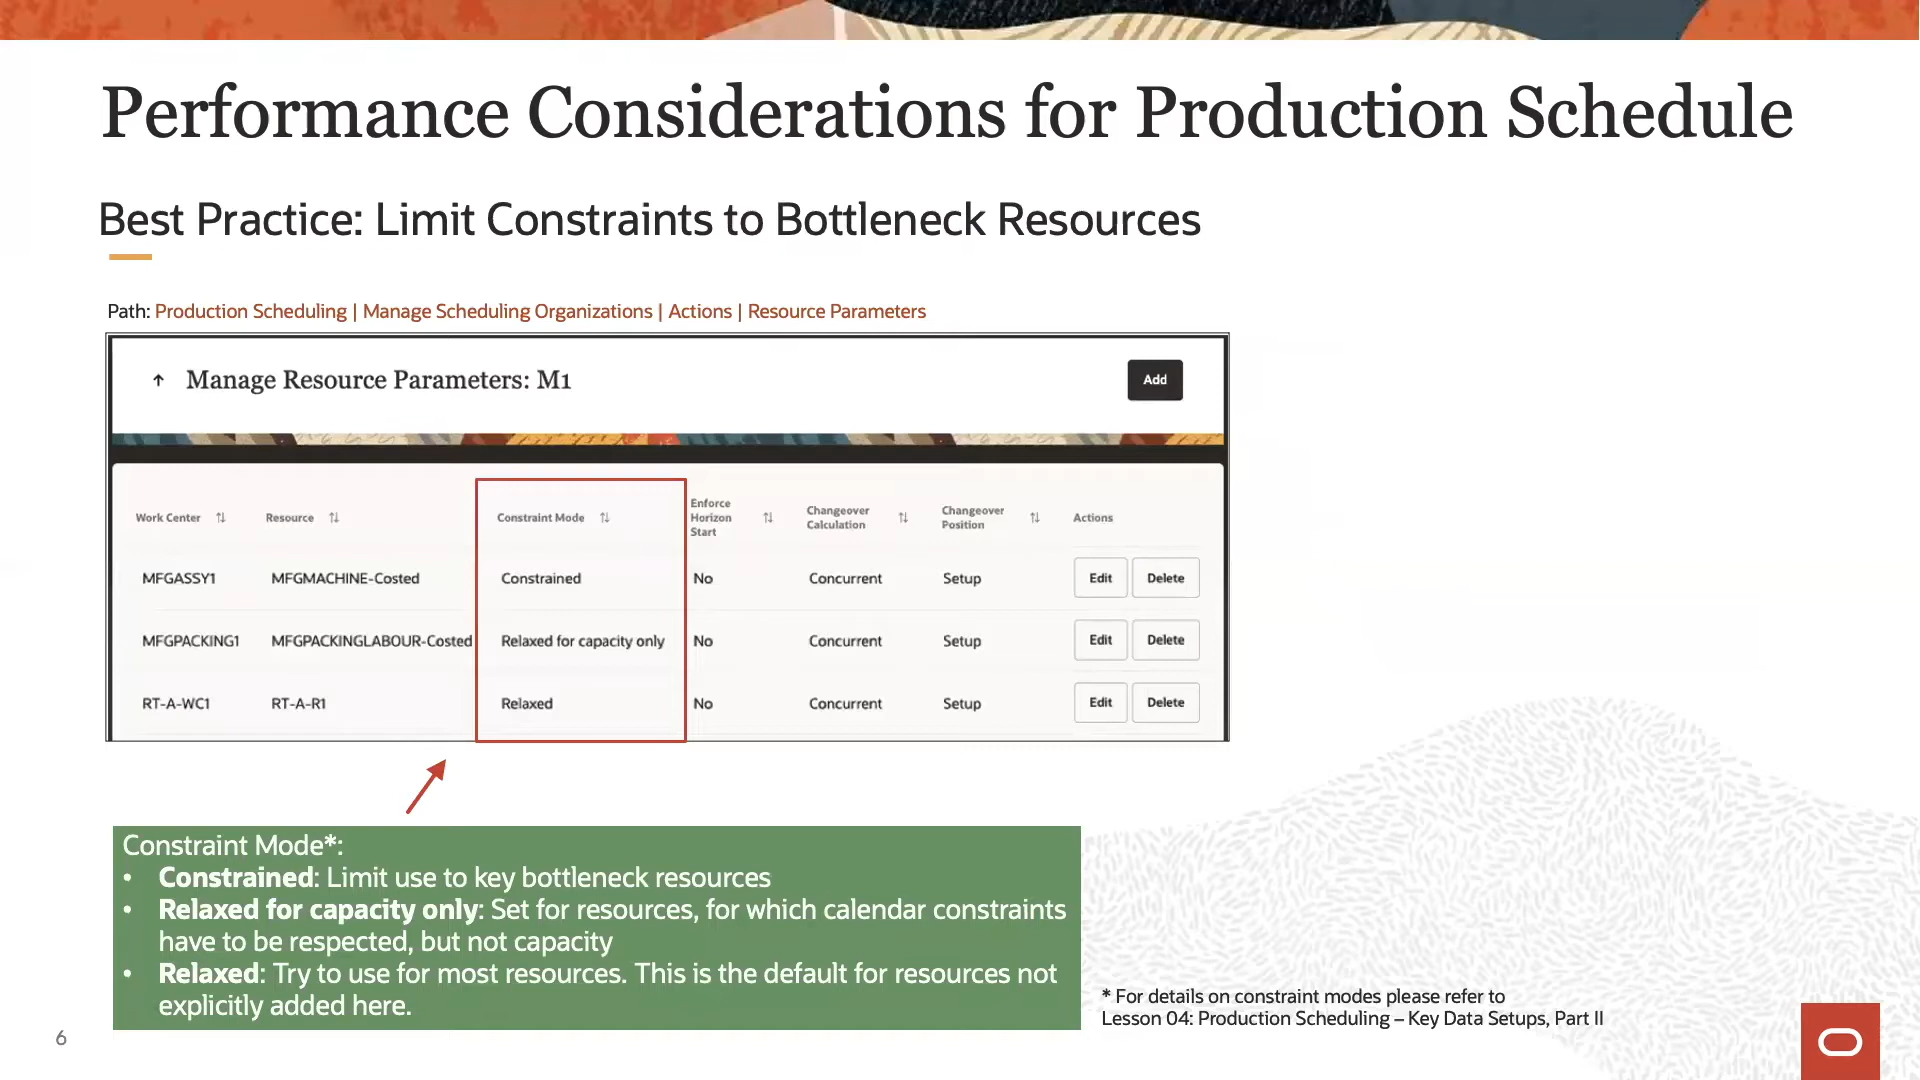 Performance Considerations for Production Schedule
Best Practice: Limit Constraints to Bottleneck Resources
Path: Production Scheduling | Manage Scheduling Organizations | Actions | Resource Parameters
Manage Resource Parameters: M1
Add
Work Center Resource Constraint Mode Enforce Horizon Start Changeover Calculation Changeover Position Actions
MFGASSY1 MFGMACHINE-Costed Constrained No Concurrent Setup Edit Delete
MFGPACKING1 MFGPACKINGLABOUR-Costed Relaxed for capacity only No Concurrent Setup Edit Delete
RT-A-WC1 RT-A-R1 Relaxed No Concurrent Setup Edit Delete
Constraint Mode*:
• Constrained: Limit use to key bottleneck resources
• Relaxed for capacity only: Set for resources, for which calendar constraints
have to be respected, but not capacity
• Relaxed: Try to use for most resources. This is the default for resources not
explicitly added here.
* For details on constraint modes please refer to
Lesson 04: Production Scheduling – Key Data Setups, Part II
6